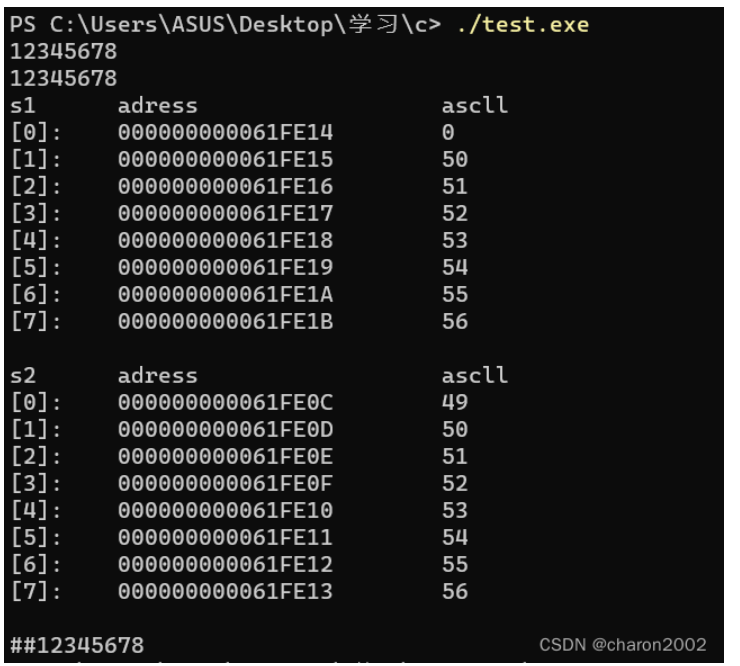 PS C:\Users\ASUS\Desktop\学习\c> ./test.exe
12345678
12345678
s1 adress ascll
[0]: 000000000061FE14 0
[1]: 000000000061FE15 50
[2]: 000000000061FE16 51
[3]: 000000000061FE17 52
[4]: 000000000061FE18 53
[5]: 000000000061FE19 54
[6]: 000000000061FE1A 55
[7]: 000000000061FE1B 56
s2 adress ascll
[0]: 000000000061FE0C 49
[1]: 000000000061FE0D 50
[2]: 000000000061FE0E 51
[3]: 000000000061FE0F 52
[4]: 000000000061FE10 53
[5]: 000000000061FE11 54
[6]: 000000000061FE12 55
[7]: 000000000061FE13 56
##12345678
CSDN @charon2002